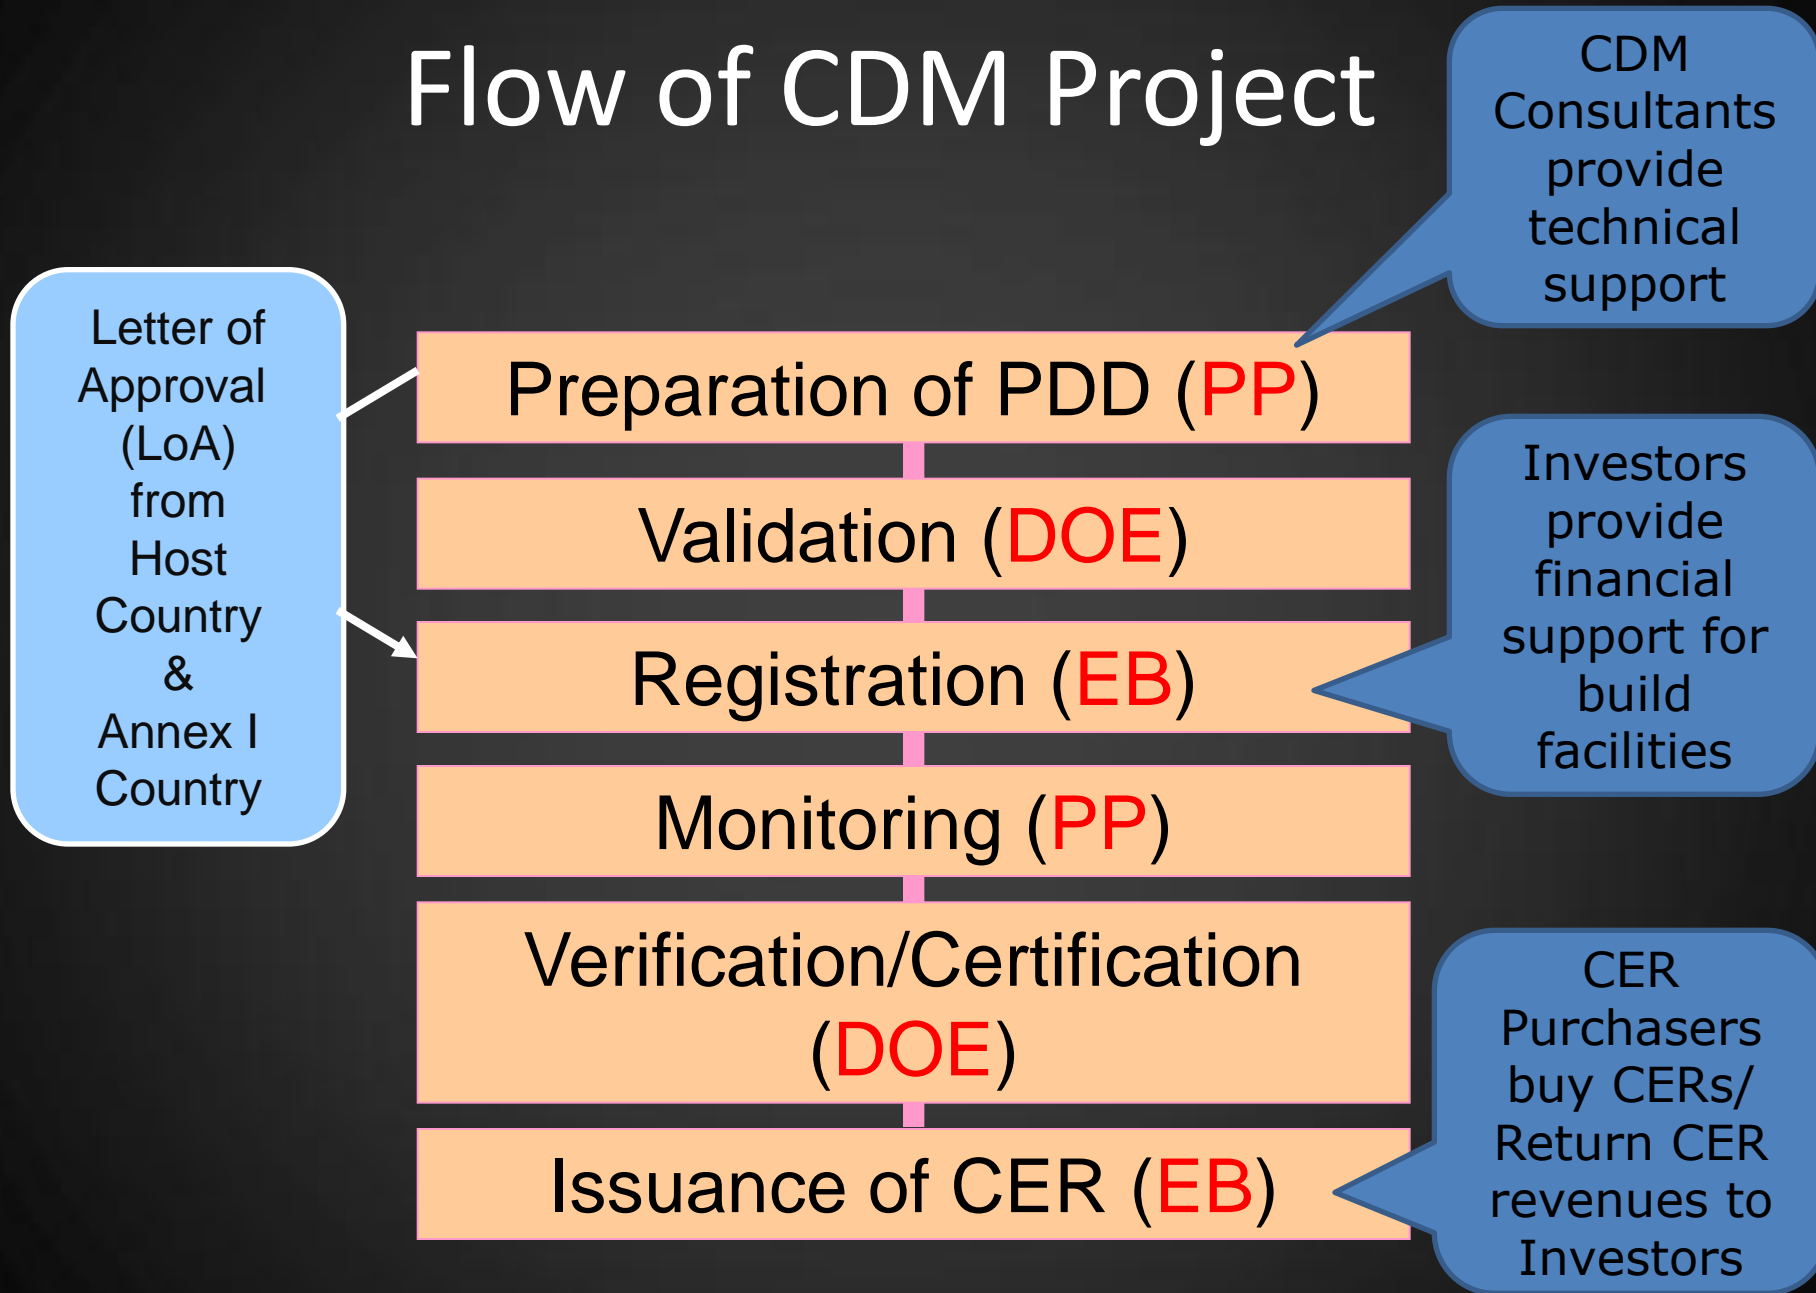 Flow of CDM Project
CDM
Consultants
provide
technical
support
Letter of
Approval
(LoA)
from
Host
Country
&
Annex I
Country
Preparation of PDD (PP)
Validation (DOE)
Registration (EB)
Monitoring (PP)
Verification/Certification
(DOE)
Issuance of CER (EB)
Investors
provide
financial
support for
build
facilities
CER
Purchasers
buy CERs/
Return CER
revenues to
Investors